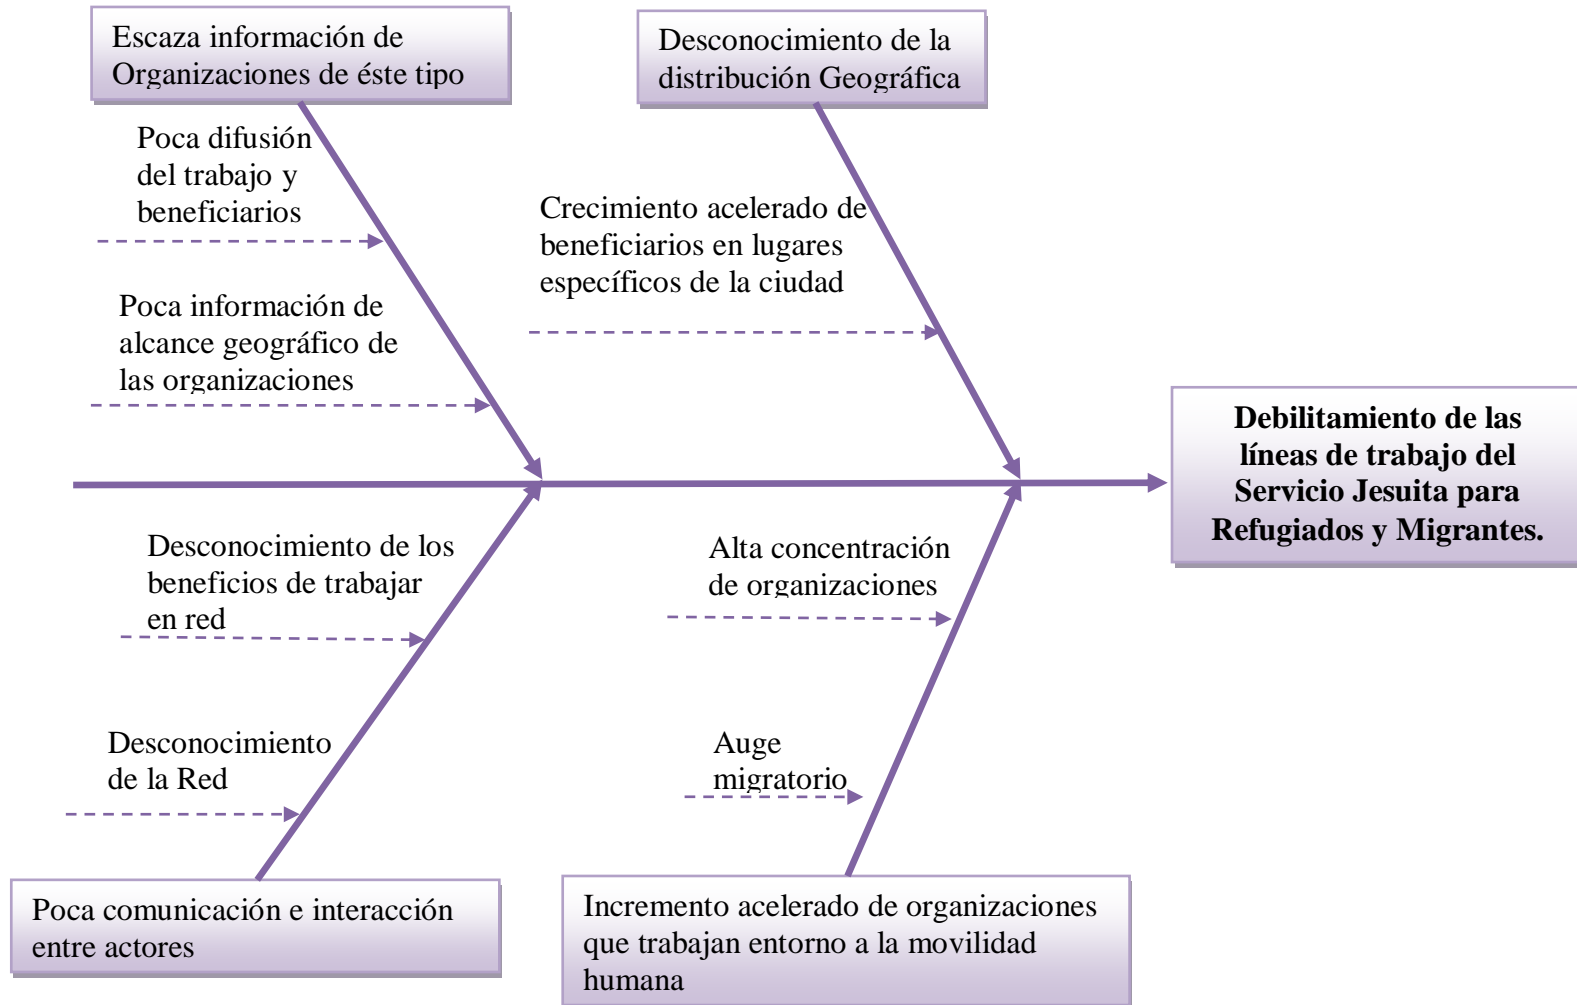 Escaza información de
Organizaciones de éste tipo
Desconocimiento de la
distribución Geográfica
Poca difusión
del trabajo y
beneficiarios
Crecimiento acelerado de
beneficiarios en lugares
específicos de la ciudad
Poca información de
alcance geográfico de
las organizaciones
Debilitamiento de las
líneas de trabajo del
Servicio Jesuita para
Refugiados y Migrantes.
Desconocimiento de los
beneficios de trabajar
en red
Alta concentración
de organizaciones
Desconocimiento
de la Red
Auge
migratorio
Poca comunicación e interacción
entre actores
Incremento acelerado de organizaciones
que trabajan entorno a la movilidad
humana